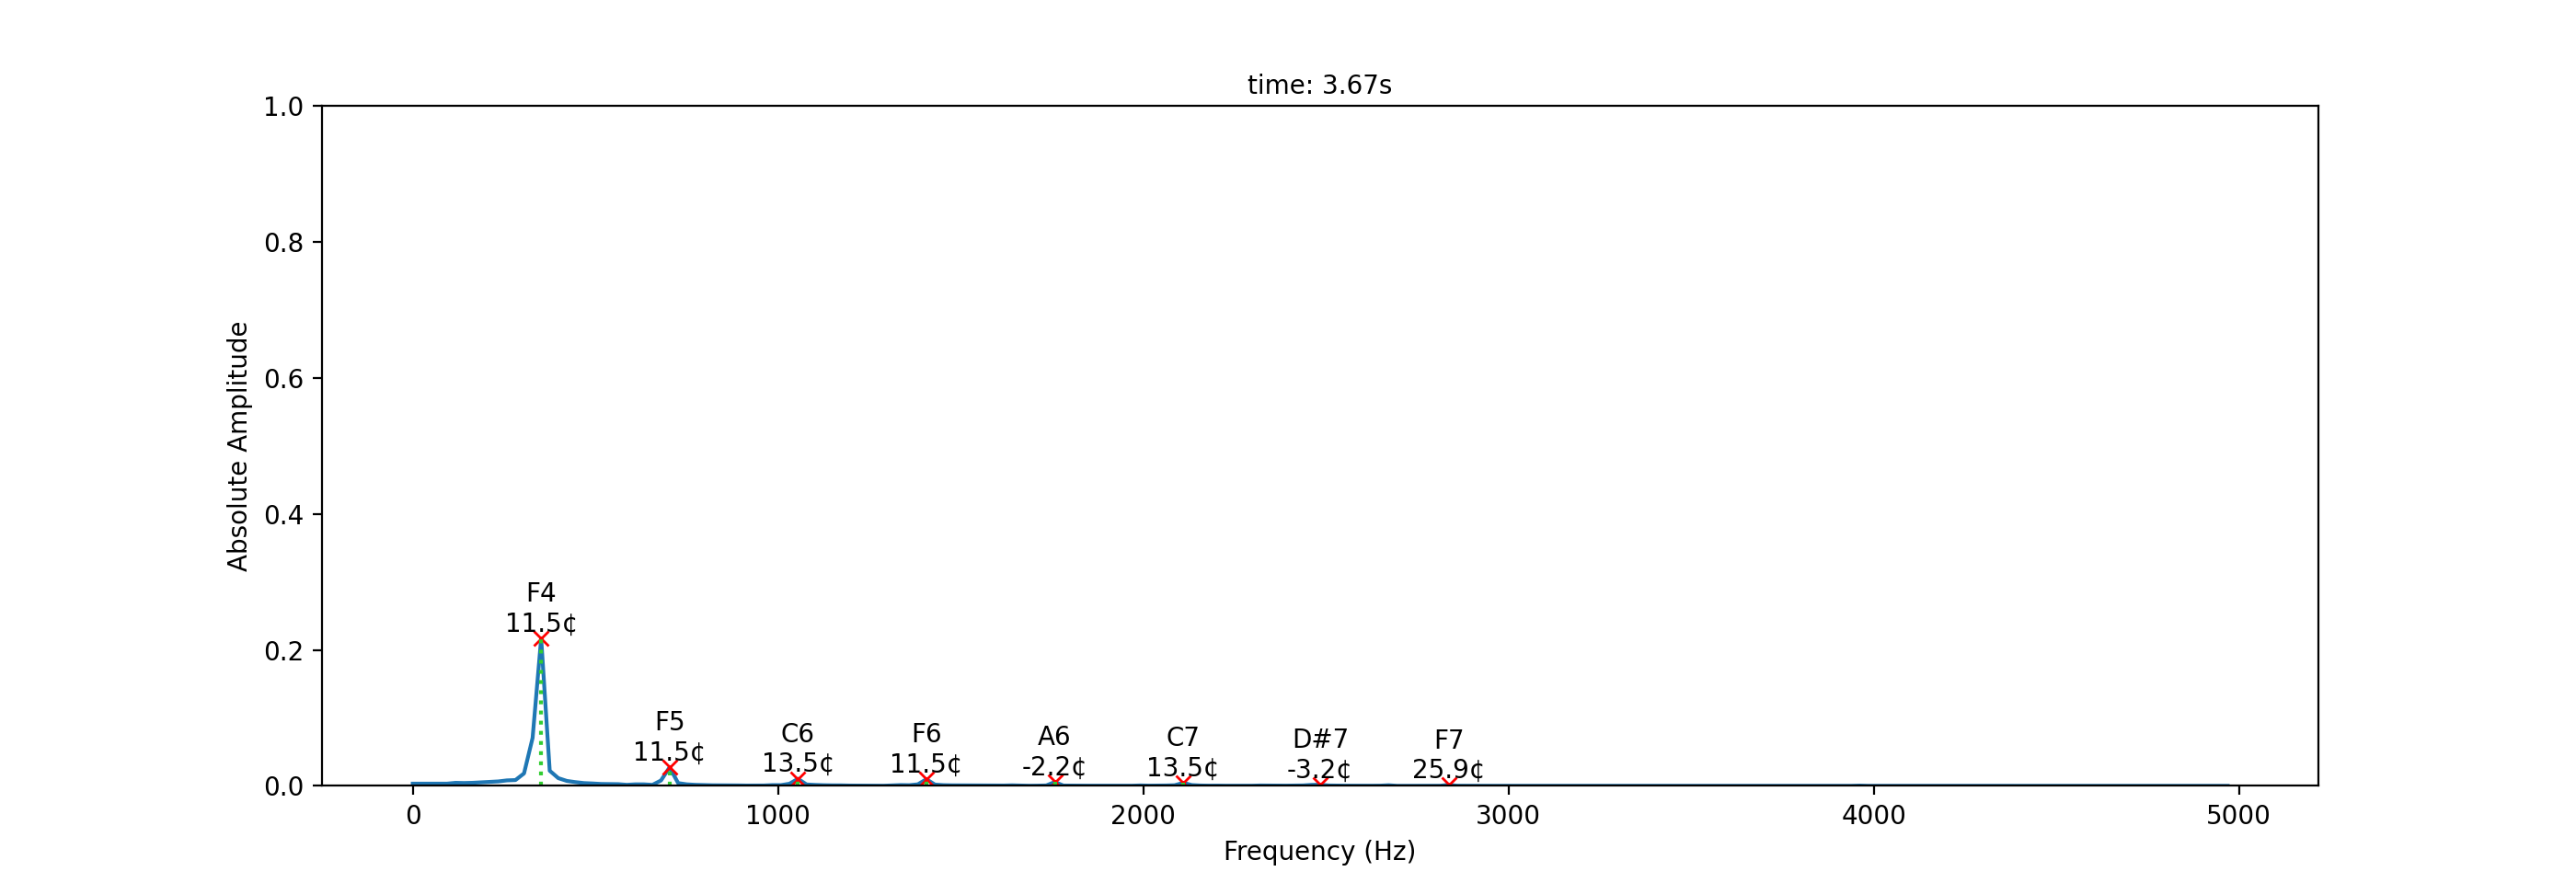 time: 3.67s
1.0
0.8
0.6
0.4
0.2
0.0
Absolute Amplitude
F4
11.5¢
F5
11.5¢
C6
13.5¢
F6
11.5¢
A6
-2.2¢
C7
13.5¢
D#7
-3.2¢
F7
25.9¢
0 1000 2000 3000 4000 5000
Frequency (Hz)